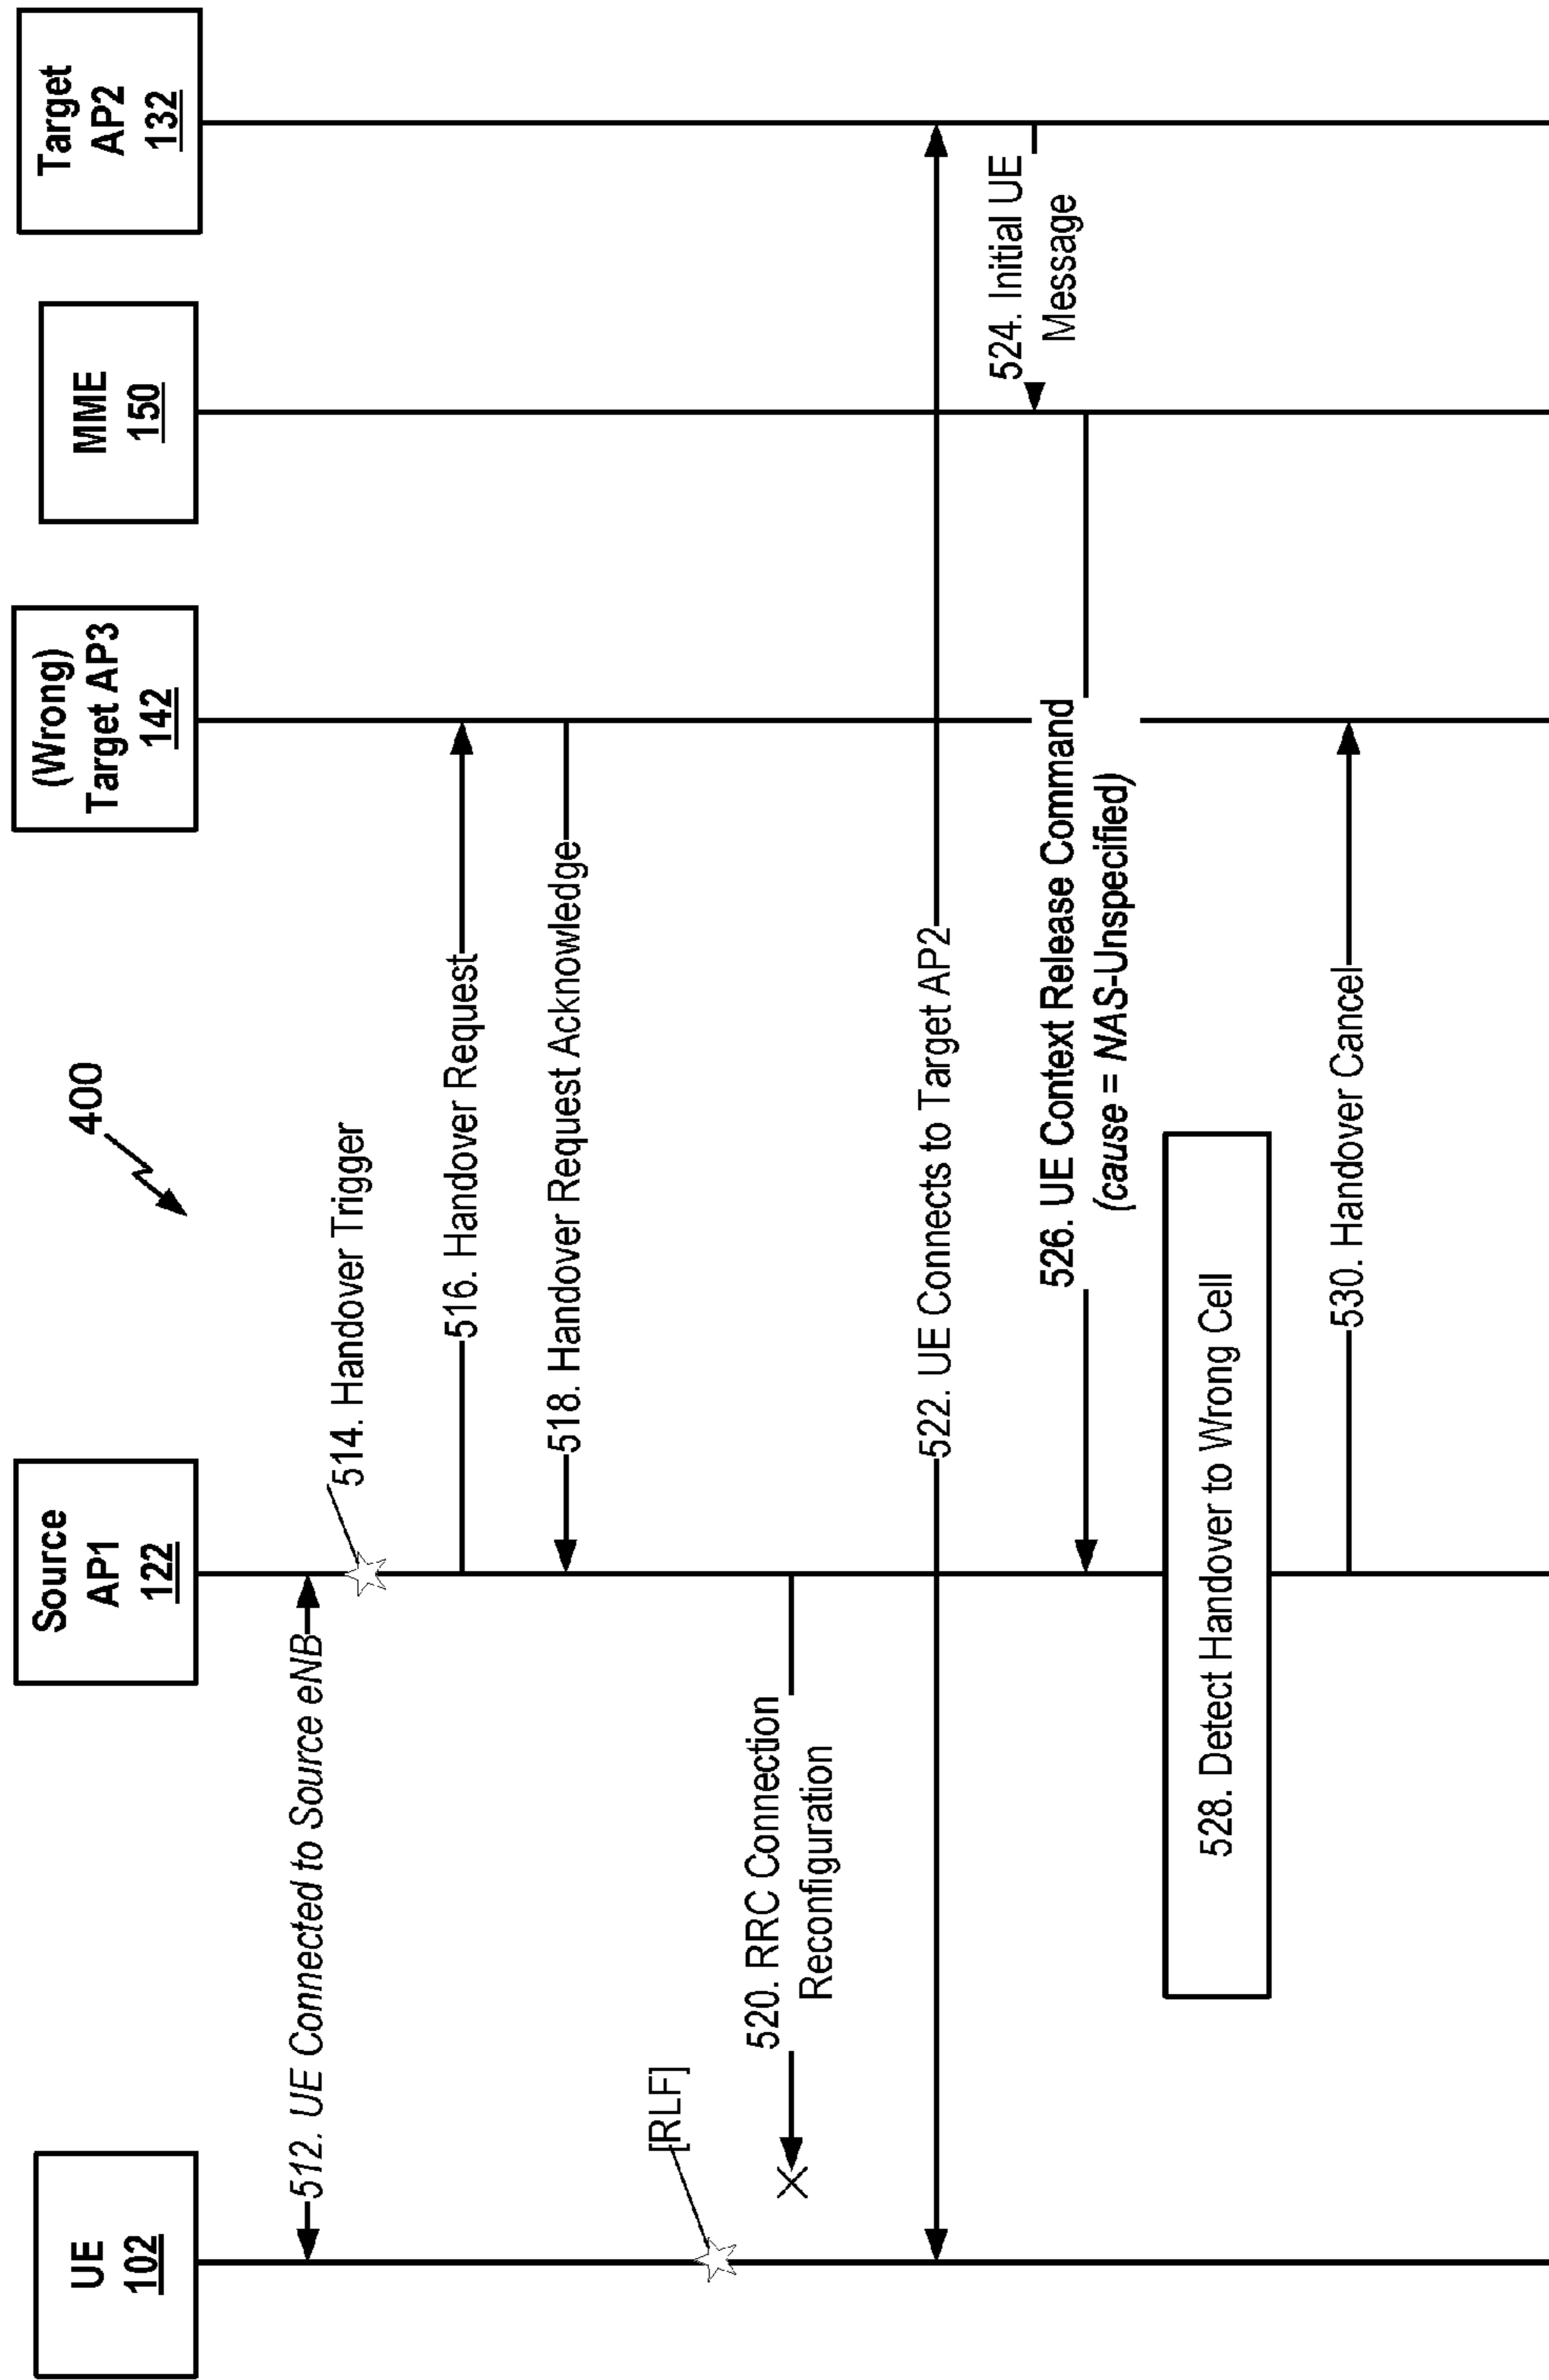 400
UE
102
Source
AP1
122
(Wrong)
Target AP3
142
MME
150
Target
AP2
132
512. UE Connected to Source eNB
514. Handover Trigger
516. Handover Request
518. Handover Request Acknowledge
[RLF]
520. RRC Connection
Reconfiguration
522. UE Connects to Target AP2
524. Initial UE
Message
526. UE Context Release Command
(cause = NAS-Unspecified)
528. Detect Handover to Wrong Cell
530. Handover Cancel